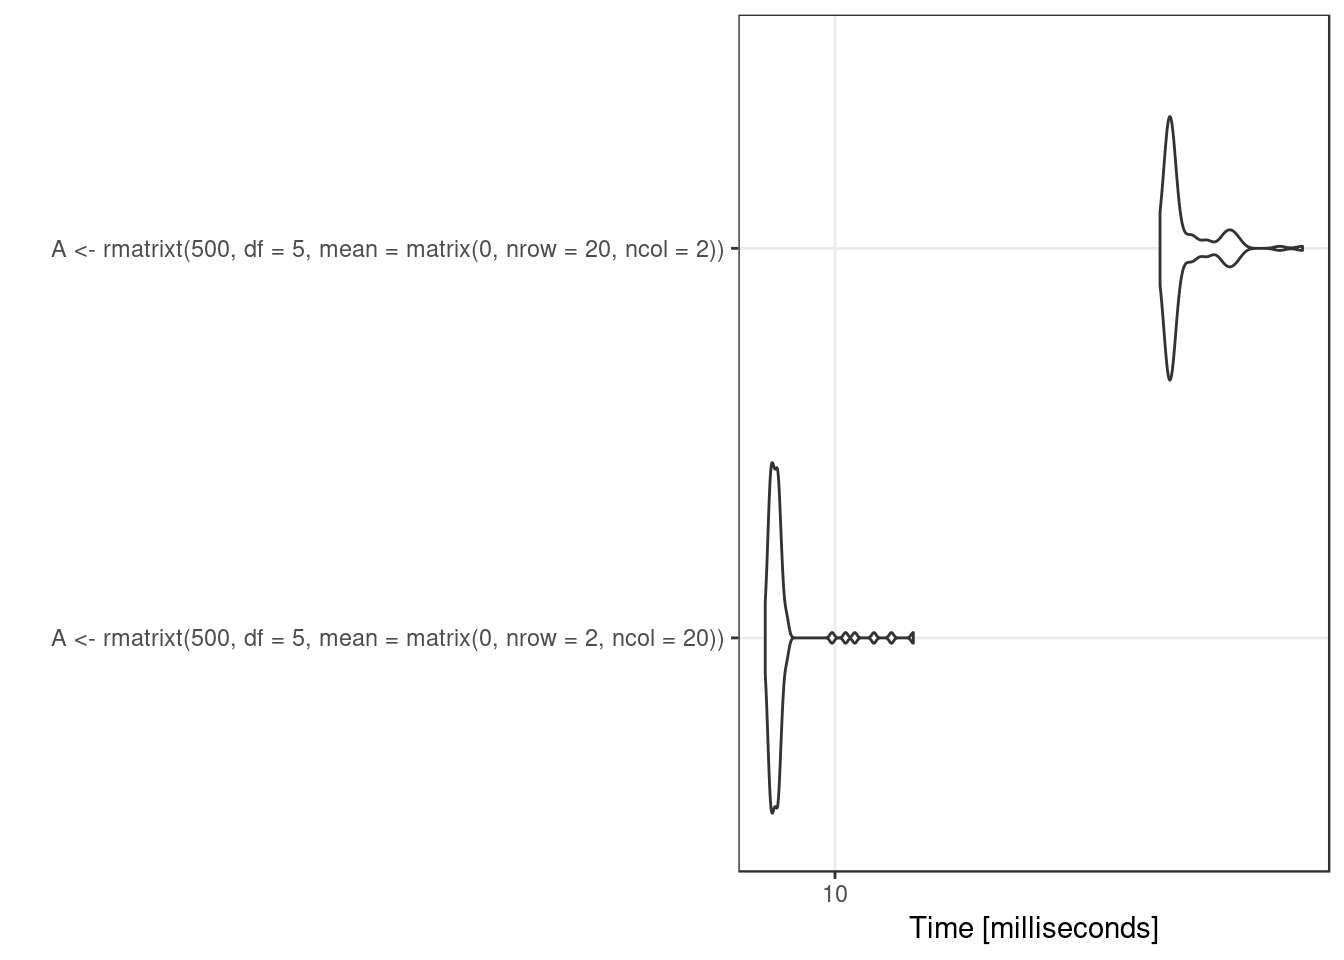 A <- rmatrixt(500, df = 5, mean = matrix(0, nrow = 20, ncol = 2))
A <- rmatrixt(500, df = 5, mean = matrix(0, nrow = 2, ncol = 20))
10
Time [milliseconds]